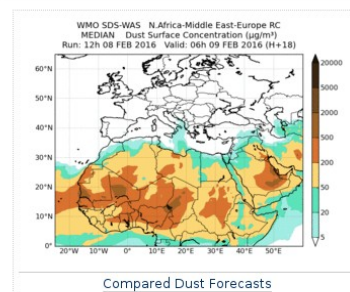 WMO SDS-WAS N.Africa-Middle East-Europe RC
MEDIAN Dust Surface Concentration (µg/m³)
Run: 12h 08 FEB 2016 Valid: 06h 09 FEB 2016 (H+18)
60°N
50°N
40°N
30°N
20°N
10°N
0°
20°W 10°W 0° 10°E 20°E 30°E 40°E 50°E
20000
5000
2000
500
200
50
20
5
Compared Dust Forecasts